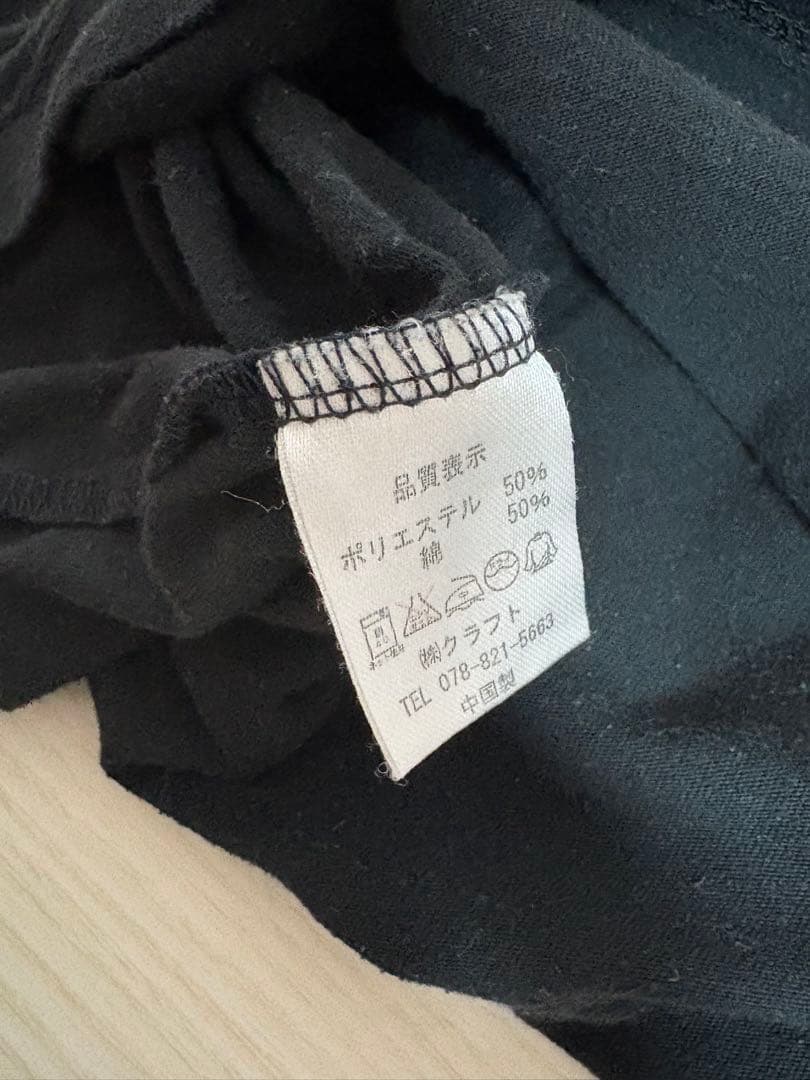 品質表示
ポリエステル 50%
綿 50%
㈱クラフト
TEL 078-821-5663
中国製